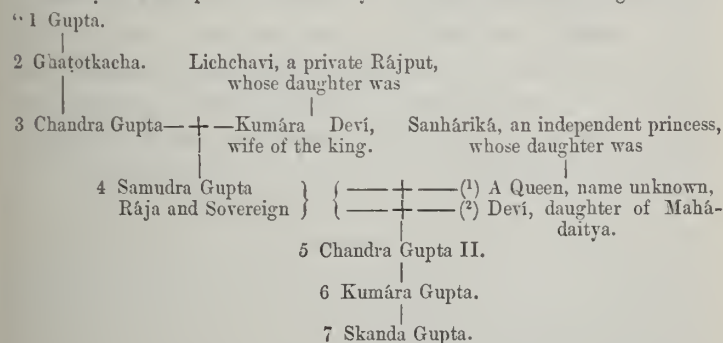 “ 1 Gupta.
2 Ghaṭotkacha. Lichchavi, a private Rájput,
whose daughter was
3 Chandra Gupta—+—Kumára Deví, Sanháriká, an independent princess,
wife of the king. whose daughter was
4 Samudra Gupta } { ——+——(¹) A Queen, name unknown,
Rája and Sovereign } { ——+——(²) Deví, daughter of Mahá-
daitya.
5 Chandra Gupta II.
6 Kumára Gupta.
7 Skanda Gupta.